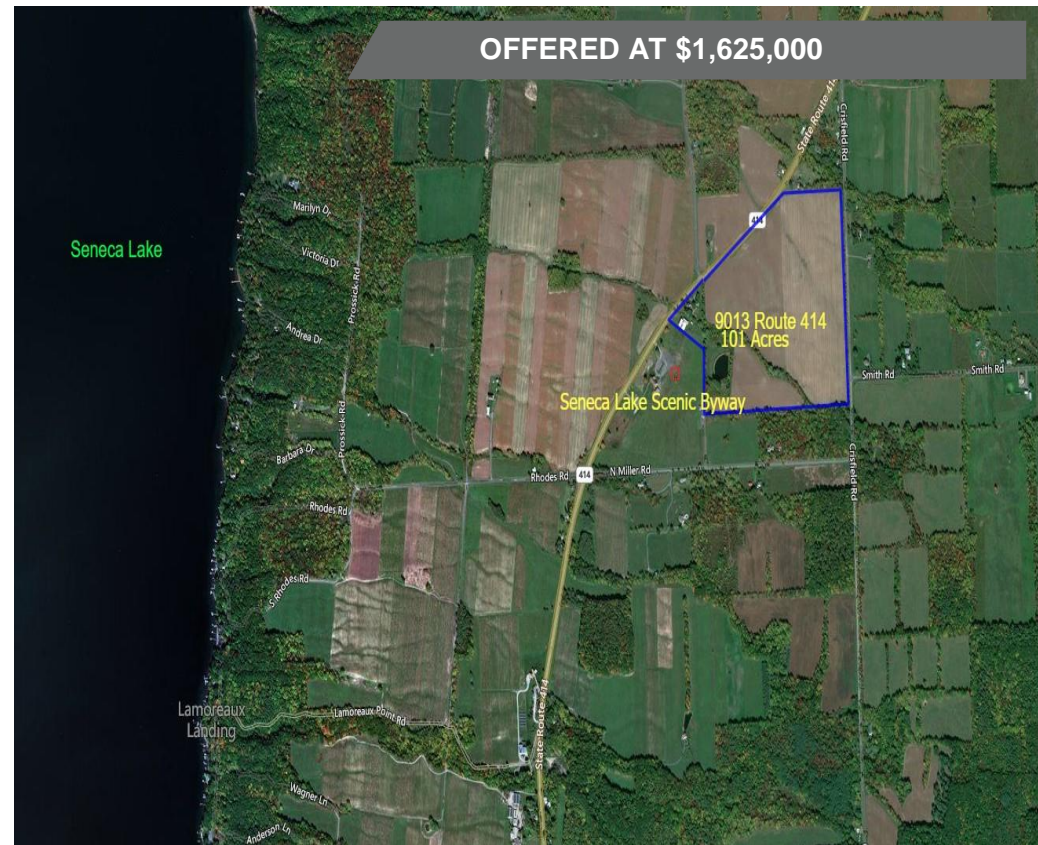 OFFERED AT $1,625,000
State Route 414
Crisfield Rd
Marilyn Dr
Seneca Lake
Victoria Dr
Prossick Rd
414
Andrea Dr
9013 Route 414
101 Acres
Smith Rd
Smith Rd
Seneca Lake Scenic Byway
Prossick Rd
Barbara Dr
Crisfield Rd
Rhodes Rd
414
N Miller Rd
Rhodes Rd
S Rhodes Rd
Lamoreaux
Landing
Lamoreaux Point Rd
State Route 414
Wagner Ln
Anderson Ln